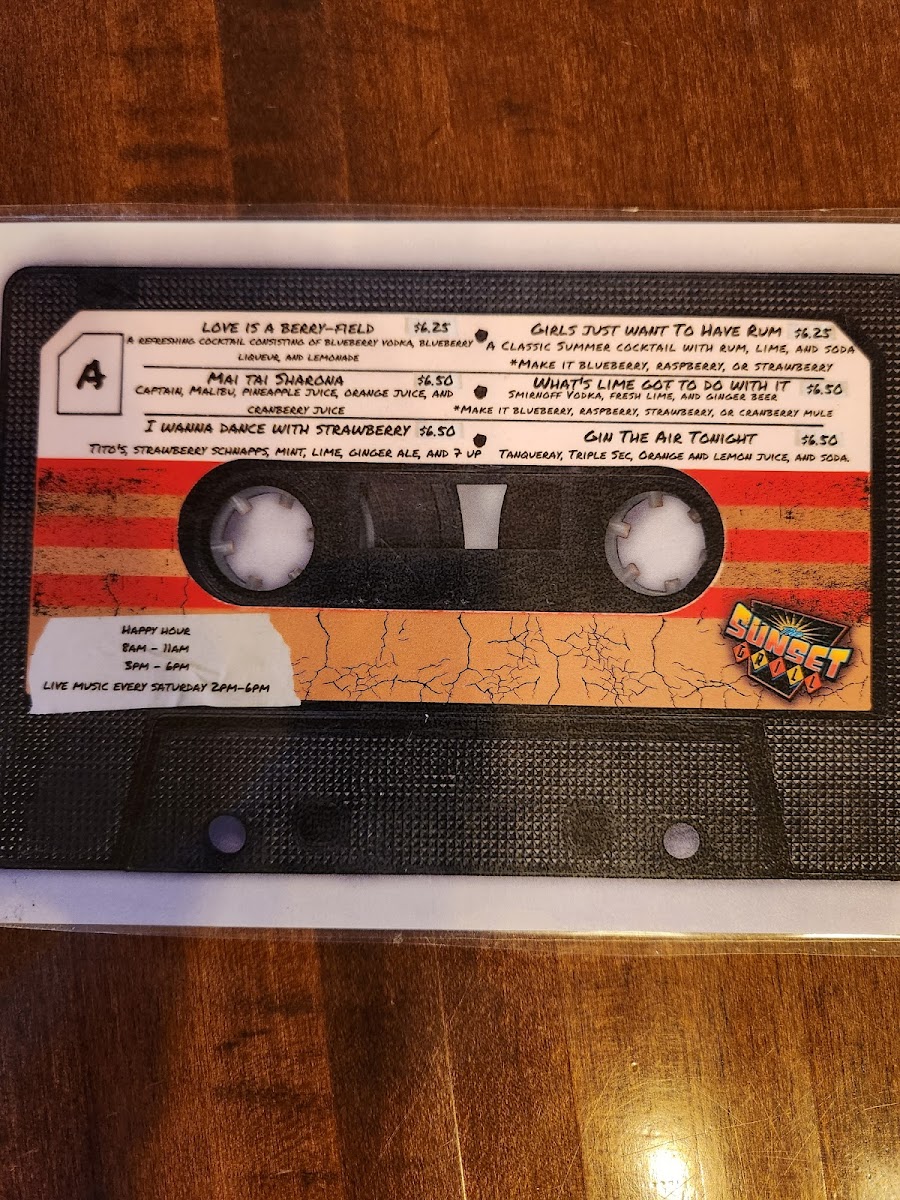 A
LOVE IS A BERRY-FIELD $6.25
A REFRESHING COCKTAIL CONSISTING OF BLUEBERRY VODKA, BLUEBERRY
LIQUEUR, AND LEMONADE
MAI TAI SHARONA $6.50
CAPTAIN, MALIBU, PINEAPPLE JUICE, ORANGE JUICE, AND
CRANBERRY JUICE
I WANNA DANCE WITH STRAWBERRY $6.50
TITO'S, STRAWBERRY SCHNAPPS, MINT, LIME, GINGER ALE, AND 7 UP
GIRLS JUST WANT TO HAVE RUM $6.25
A CLASSIC SUMMER COCKTAIL WITH RUM, LIME, AND SODA
*MAKE IT BLUEBERRY, RASPBERRY, OR STRAWBERRY
WHAT'S LIME GOT TO DO WITH IT $6.50
SMIRNOFF VODKA, FRESH LIME, AND GINGER BEER
*MAKE IT BLUEBERRY, RASPBERRY, STRAWBERRY, OR CRANBERRY MULE
GIN THE AIR TONIGHT $6.50
TANQUERAY, TRIPLE SEC, ORANGE AND LEMON JUICE, AND SODA.
HAPPY HOUR
8AM - 11AM
3PM - 6PM
LIVE MUSIC EVERY SATURDAY 2PM-6PM
SUNSET
GRILL